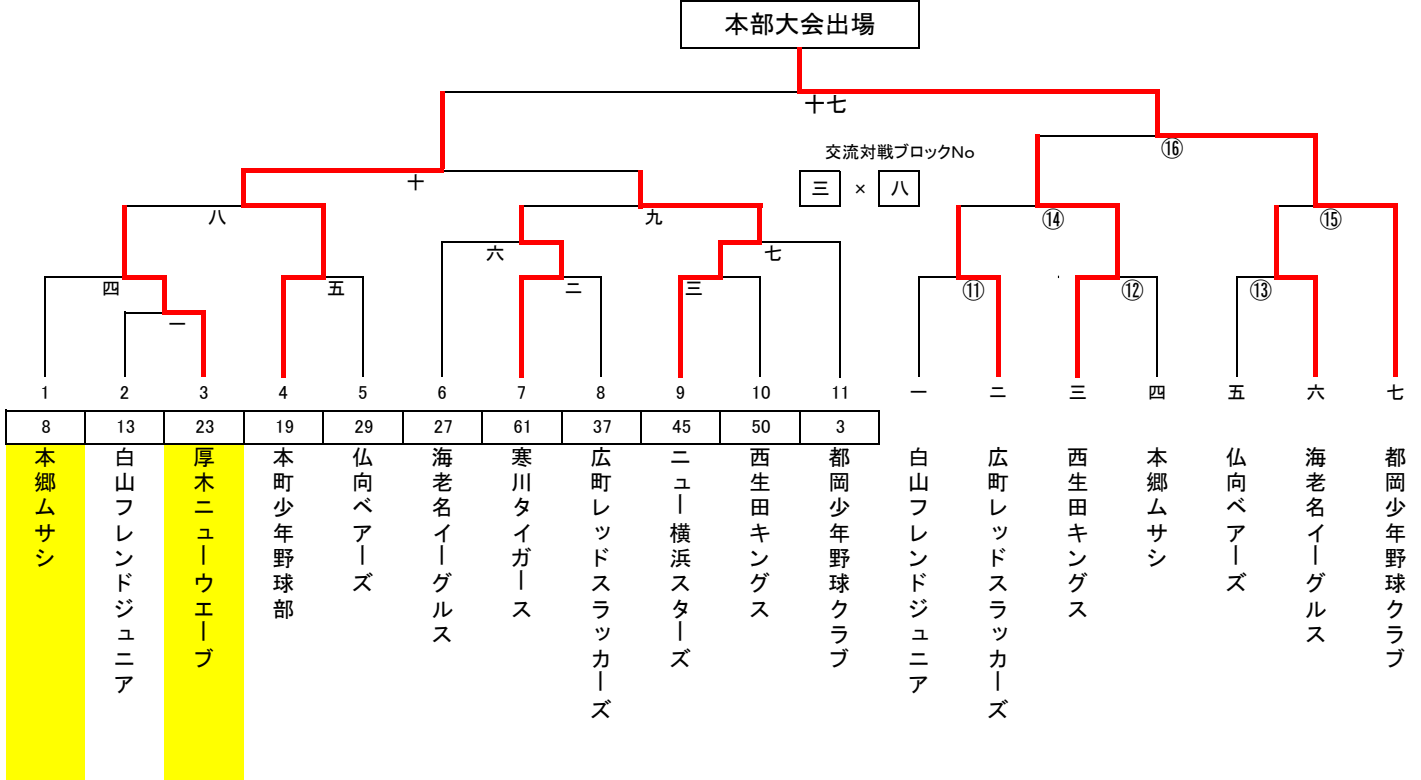 本部大会出場
十七
交流対戦ブロックNo
三 × 八
⑯
十
八
九
⑭
⑮
六
七
四
五
二
三
⑪
⑫
⑬
一
1 2 3 4 5 6 7 8 9 10 11 一 二 三 四 五 六 七
8 13 23 19 29 27 61 37 45 50 3
本郷ムサシ
白山フレンドジュニア
厚木ニューウエーブ
本町少年野球部
仏向ベアーズ
海老名イーグルス
寒川タイガース
広町レッドスラッカーズ
ニュー横浜スターズ
西生田キングス
都岡少年野球クラブ
白山フレンドジュニア
広町レッドスラッカーズ
西生田キングス
本郷ムサシ
仏向ベアーズ
海老名イーグルス
都岡少年野球クラブ